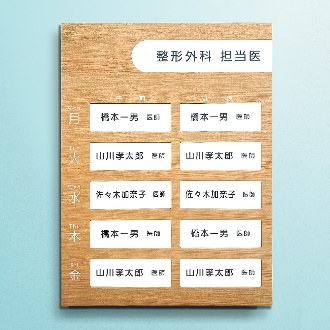 整形外科 担当医
月 橋本一男 医師 橋本一男 医師
火 山川孝太郎 医師 山川孝太郎 医師
水 佐々木加奈子 医師 佐々木加奈子 医師
木 橋本一男 医師 橋本一男 医師
金 山川孝太郎 医師 山川孝太郎 医師